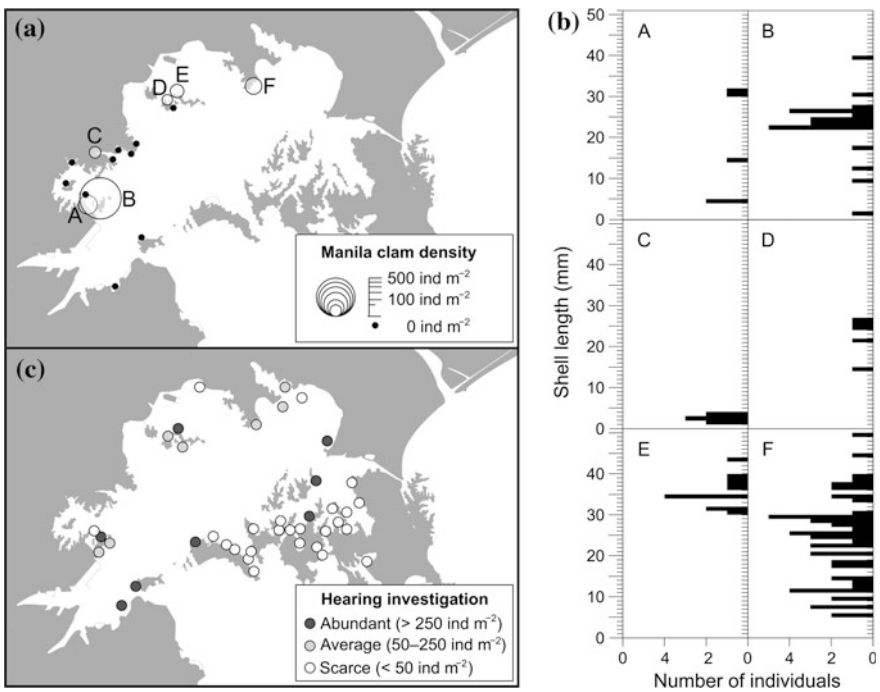 (a)
E
D
F
C
B
A
Manila clam density
500 ind m⁻²
100 ind m⁻²
0 ind m⁻²
(c)
Hearing investigation
Abundant (> 250 ind m⁻²)
Average (50–250 ind m⁻²)
Scarce (< 50 ind m⁻²)
(b)
Shell length (mm)
50
40
30
20
10
0
A
B
40
30
20
10
0
C
D
40
30
20
10
0
E
F
0 4 2 0 4 2 0
Number of individuals